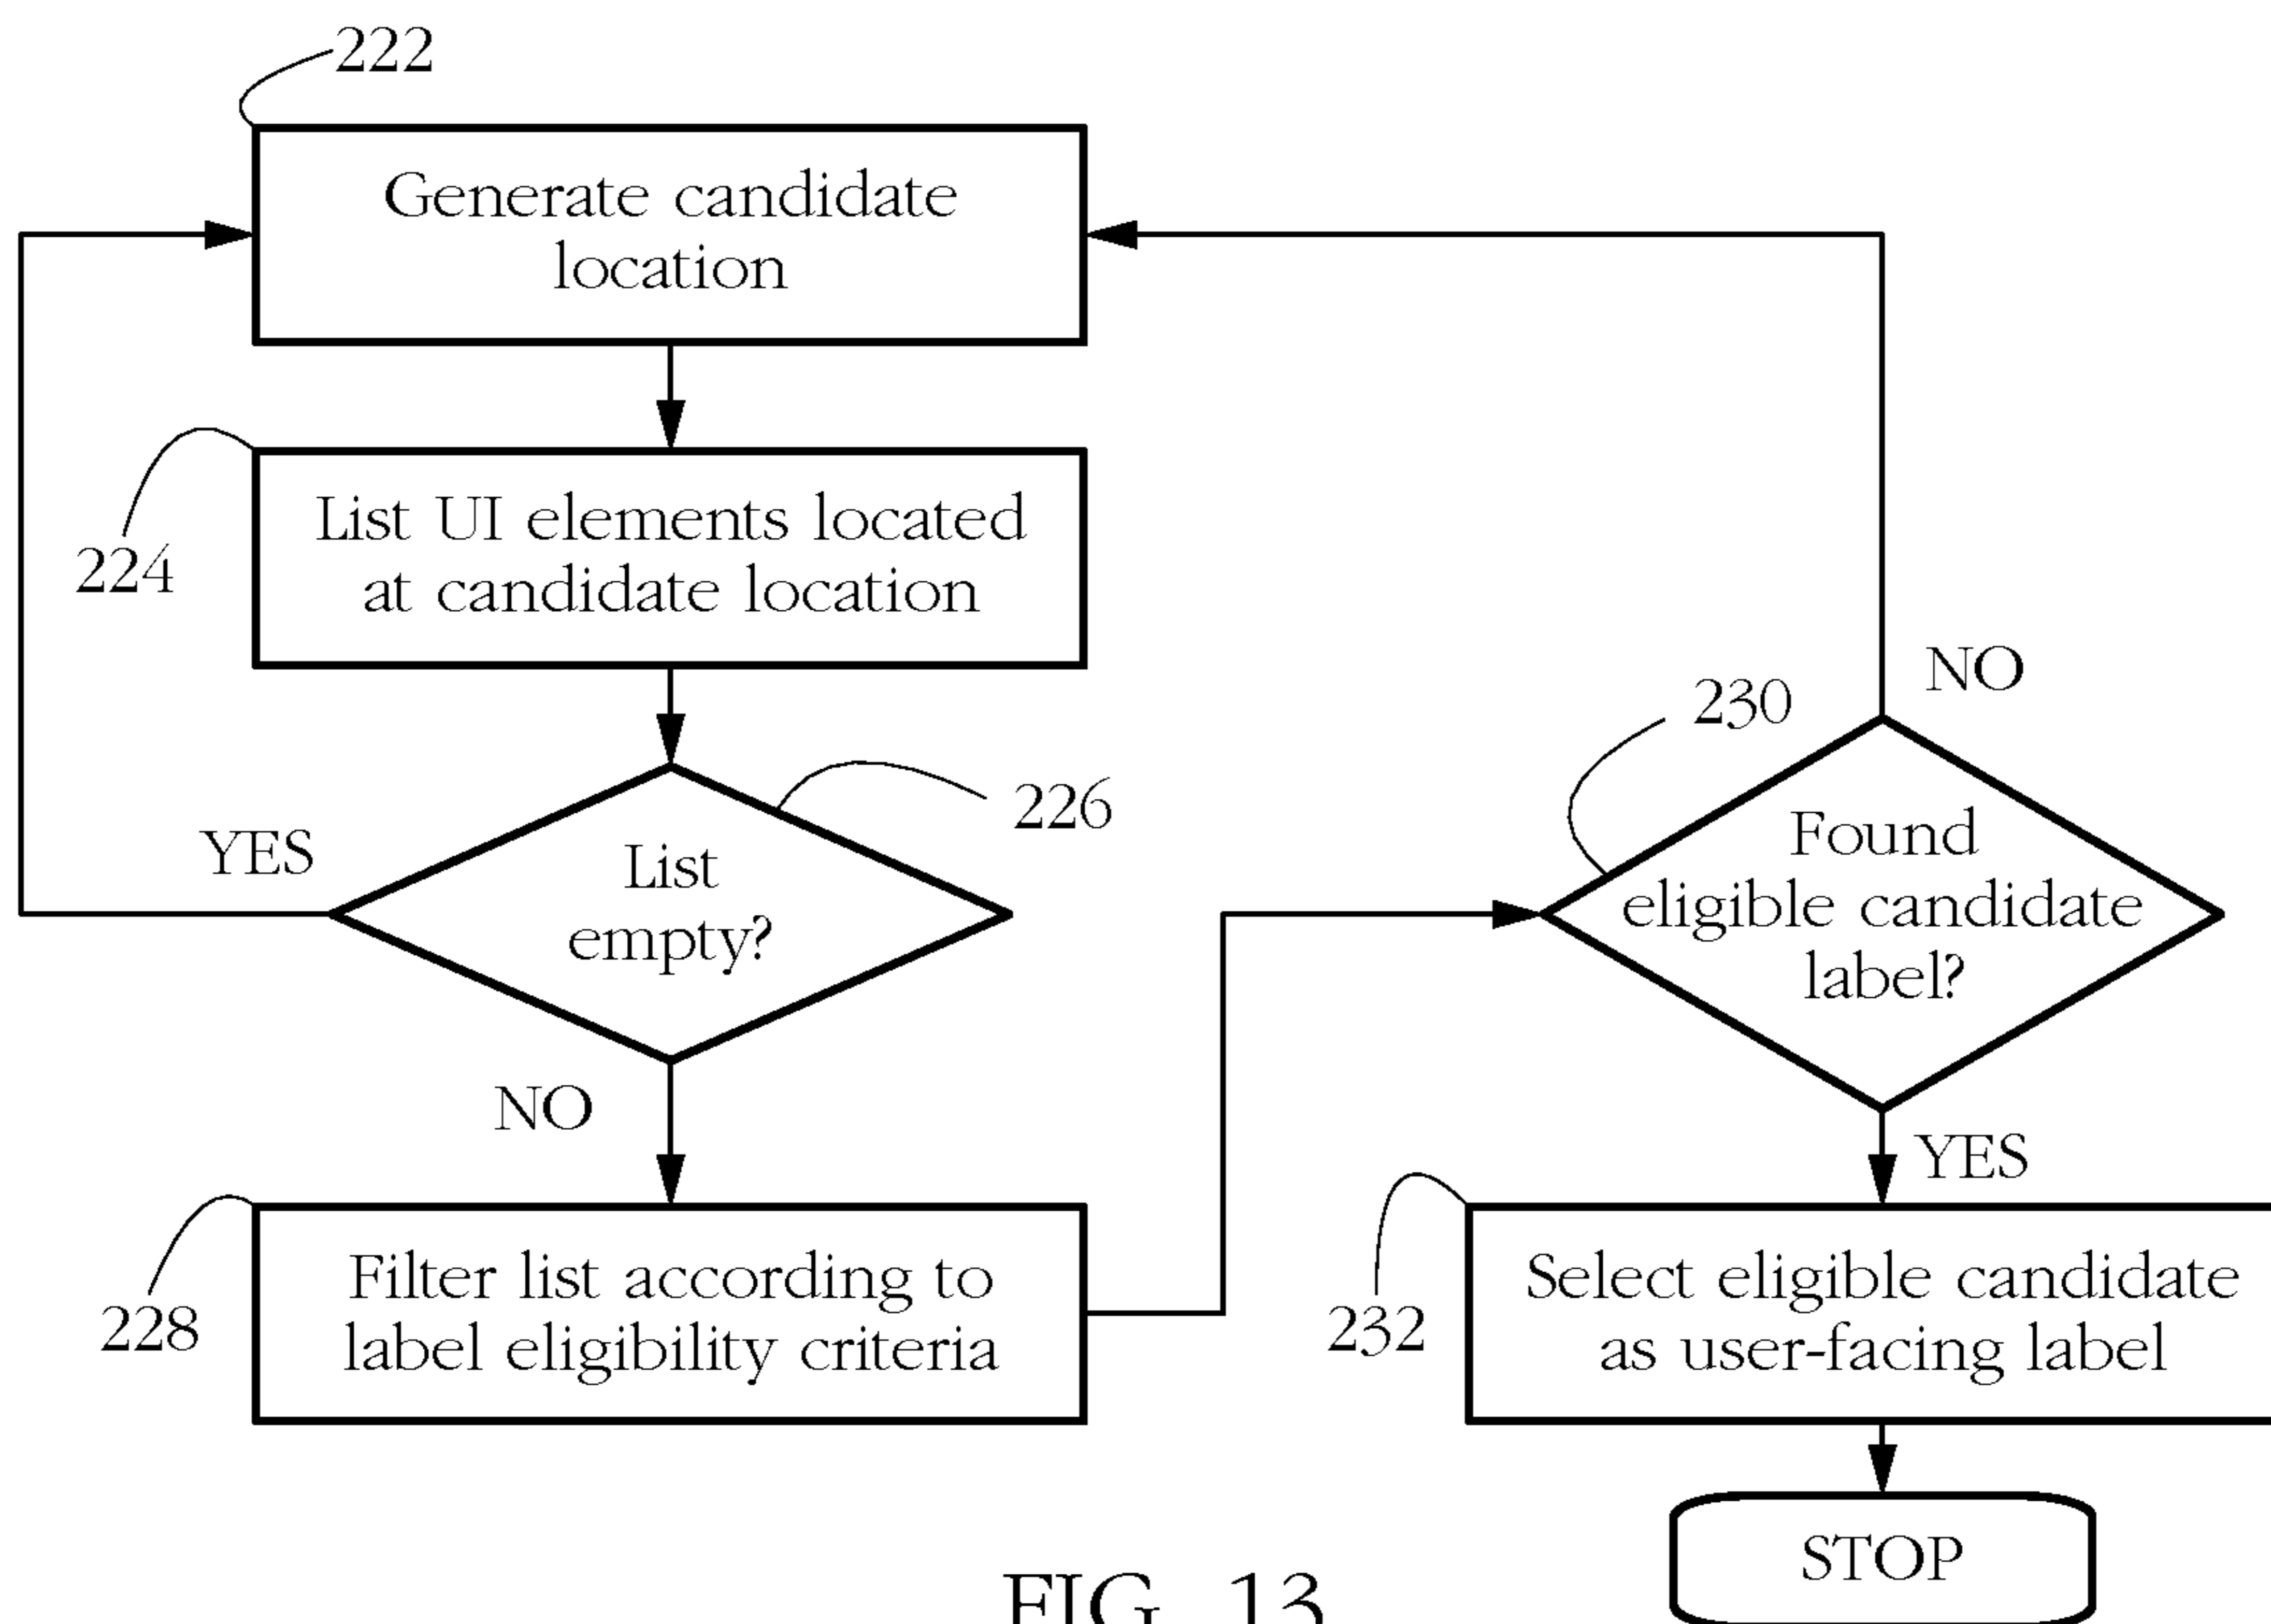 222
Generate candidate
location
224
List UI elements located
at candidate location
226
List
empty?
YES
NO
228
Filter list according to
label eligibility criteria
230
Found
eligible candidate
label?
NO
YES
232
Select eligible candidate
as user-facing label
STOP
FIG. 13